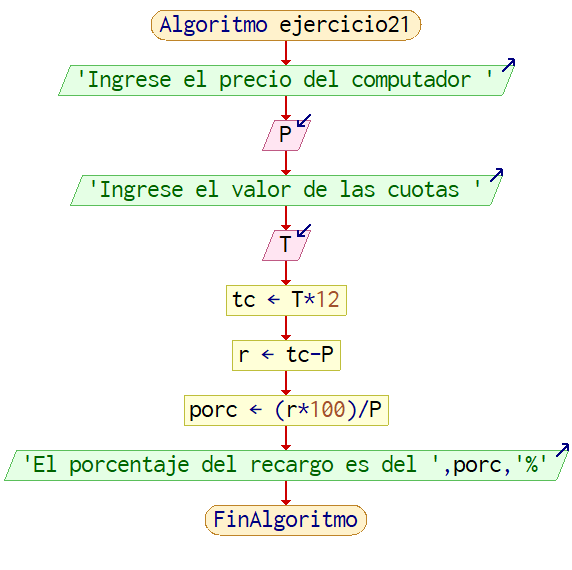 Algoritmo ejercicio21
'Ingrese el precio del computador '
P
'Ingrese el valor de las cuotas '
T
tc ← T*12
r ← tc-P
porc ← (r*100)/P
'El porcentaje del recargo es del ',porc,'%'
FinAlgoritmo